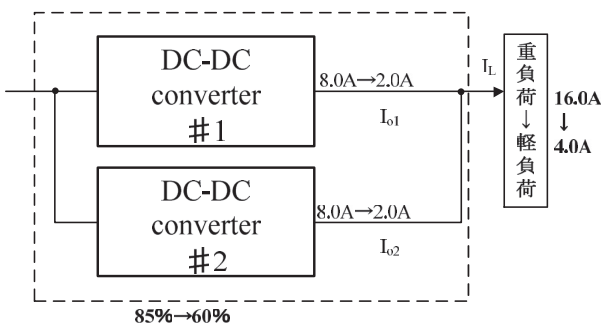 DC-DC
converter
#1
8.0A→2.0A
I_o1
I_L
重負荷→軽負荷
16.0A
↓
4.0A
DC-DC
converter
#2
8.0A→2.0A
I_o2
85%→60%